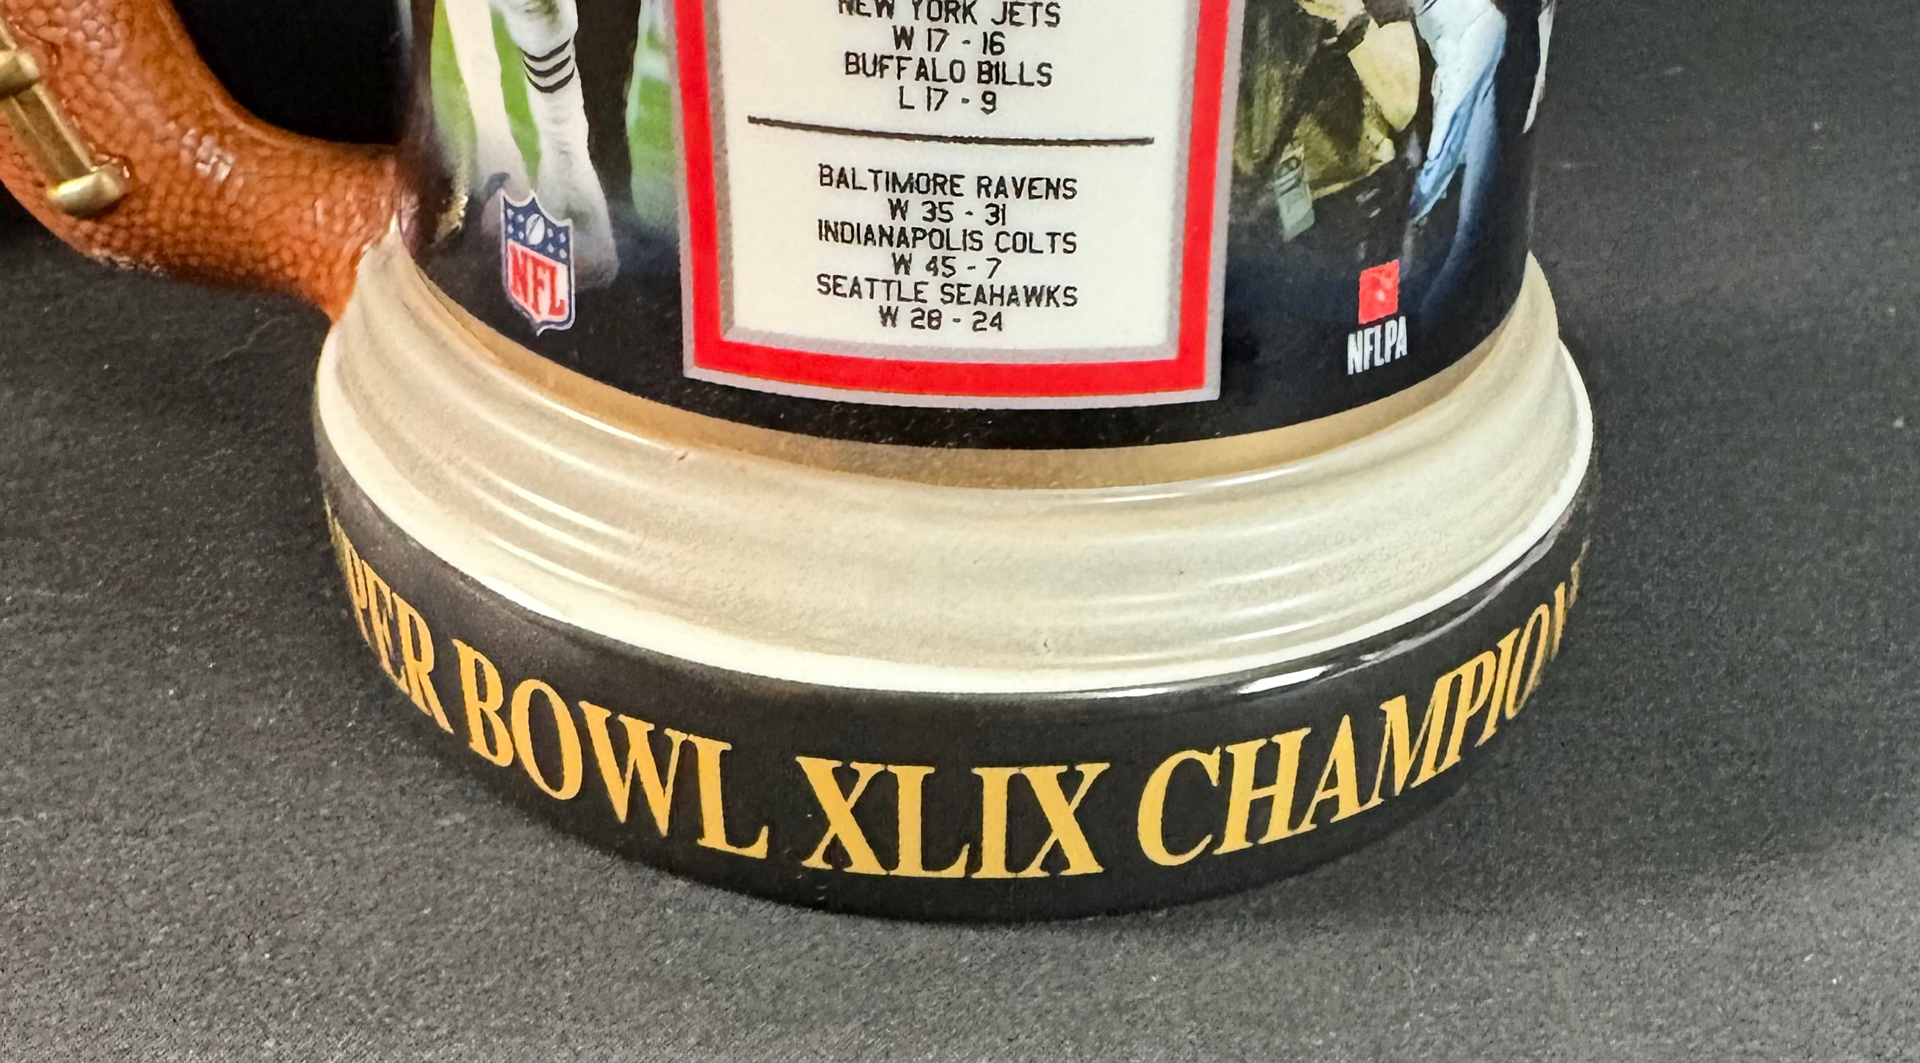 NEW YORK JETS
W 17 - 16
BUFFALO BILLS
L 17 - 9
BALTIMORE RAVENS
W 35 - 31
INDIANAPOLIS COLTS
W 45 - 7
SEATTLE SEAHAWKS
W 28 - 24
NFL
NFLPA
BOWL XLIX